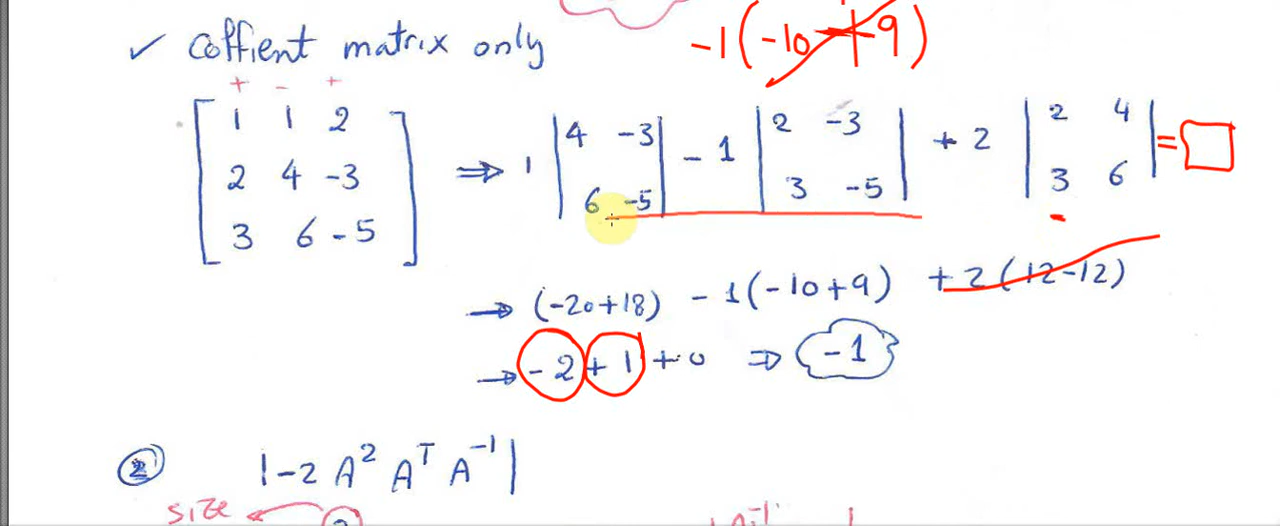 ✓ Coffient matrix only -1(-10+9)
+ - +
[1 1 2
2 4 -3
3 6 -5] ⇒ 1 |4 -3
6 -5| - 1 |2 -3
3 -5| + 2 |2 4
3 6| = □
→ (-20+18) - 1(-10+9) + 2(12-12)
→ -2 + 1 + 0 ⇒ -1
② |-2 A² Aᵀ A⁻¹|
size ←